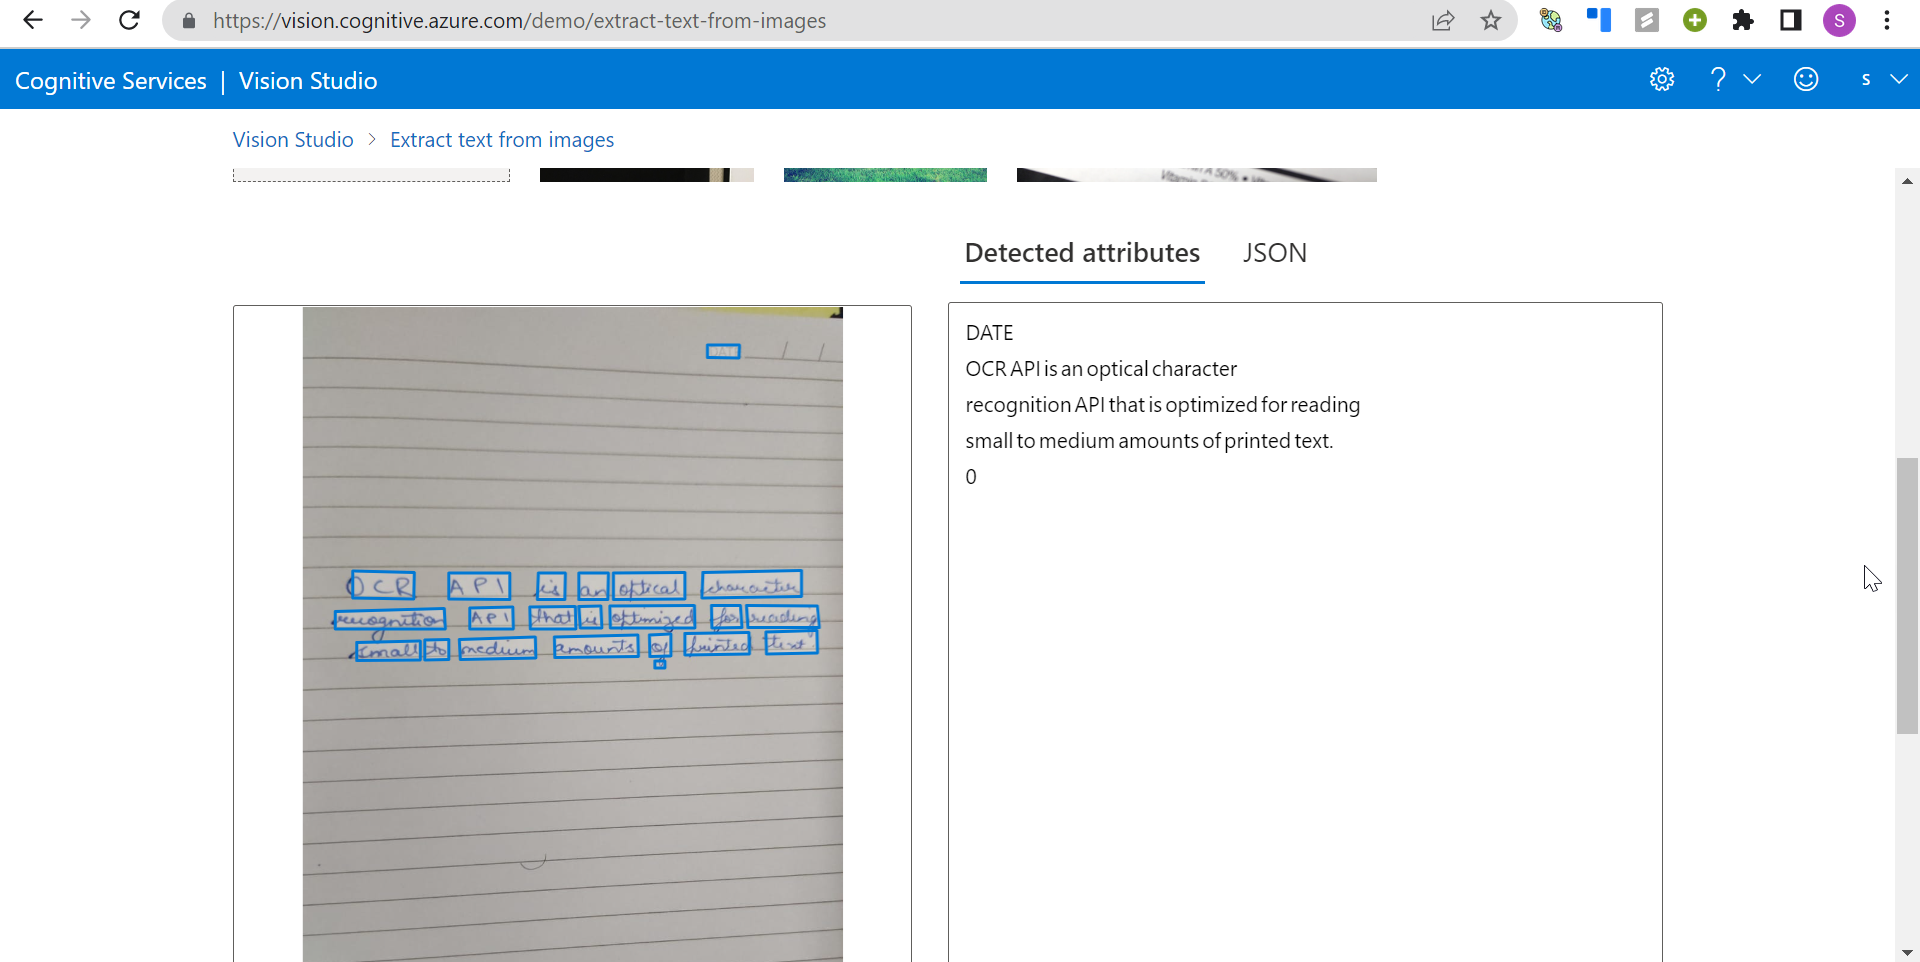 https://vision.cognitive.azure.com/demo/extract-text-from-images
S
Cognitive Services | Vision Studio
? s
Vision Studio > Extract text from images
A 50% •
Detected attributes JSON
DATE
OCR API is an optical character
recognition API that is optimized for reading
small to medium amounts of printed text.
DATE
OCR API is an optical character
recognition API that is optimized for reading
small to medium amounts of printed text.
0